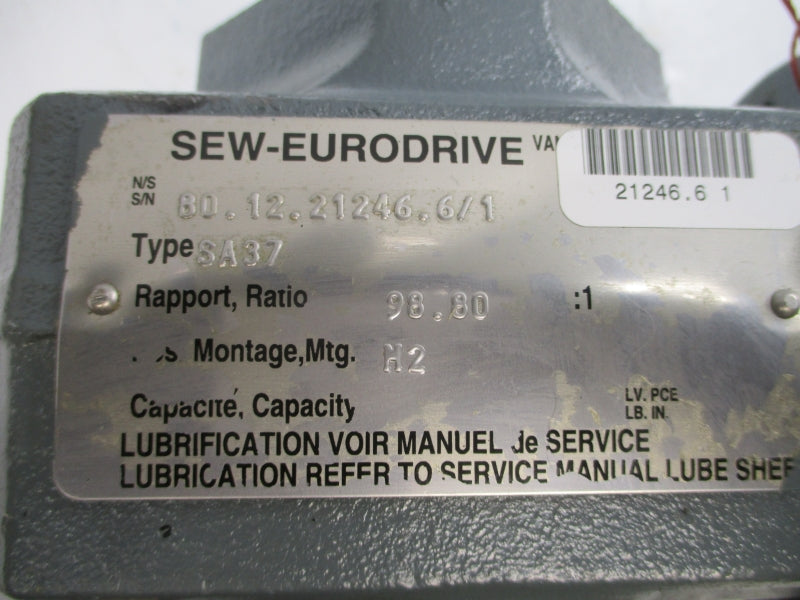 SEW-EURODRIVE VAN
21246.6 1
N/S
S/N 80.12.21246.6/1
Type SA37
Rapport, Ratio 98.80 :1
Montage,Mtg. H2
Capacité, Capacity LV. PCE
LB. IN.
LUBRIFICATION VOIR MANUEL de SERVICE
LUBRICATION REFER TO SERVICE MANUAL LUBE